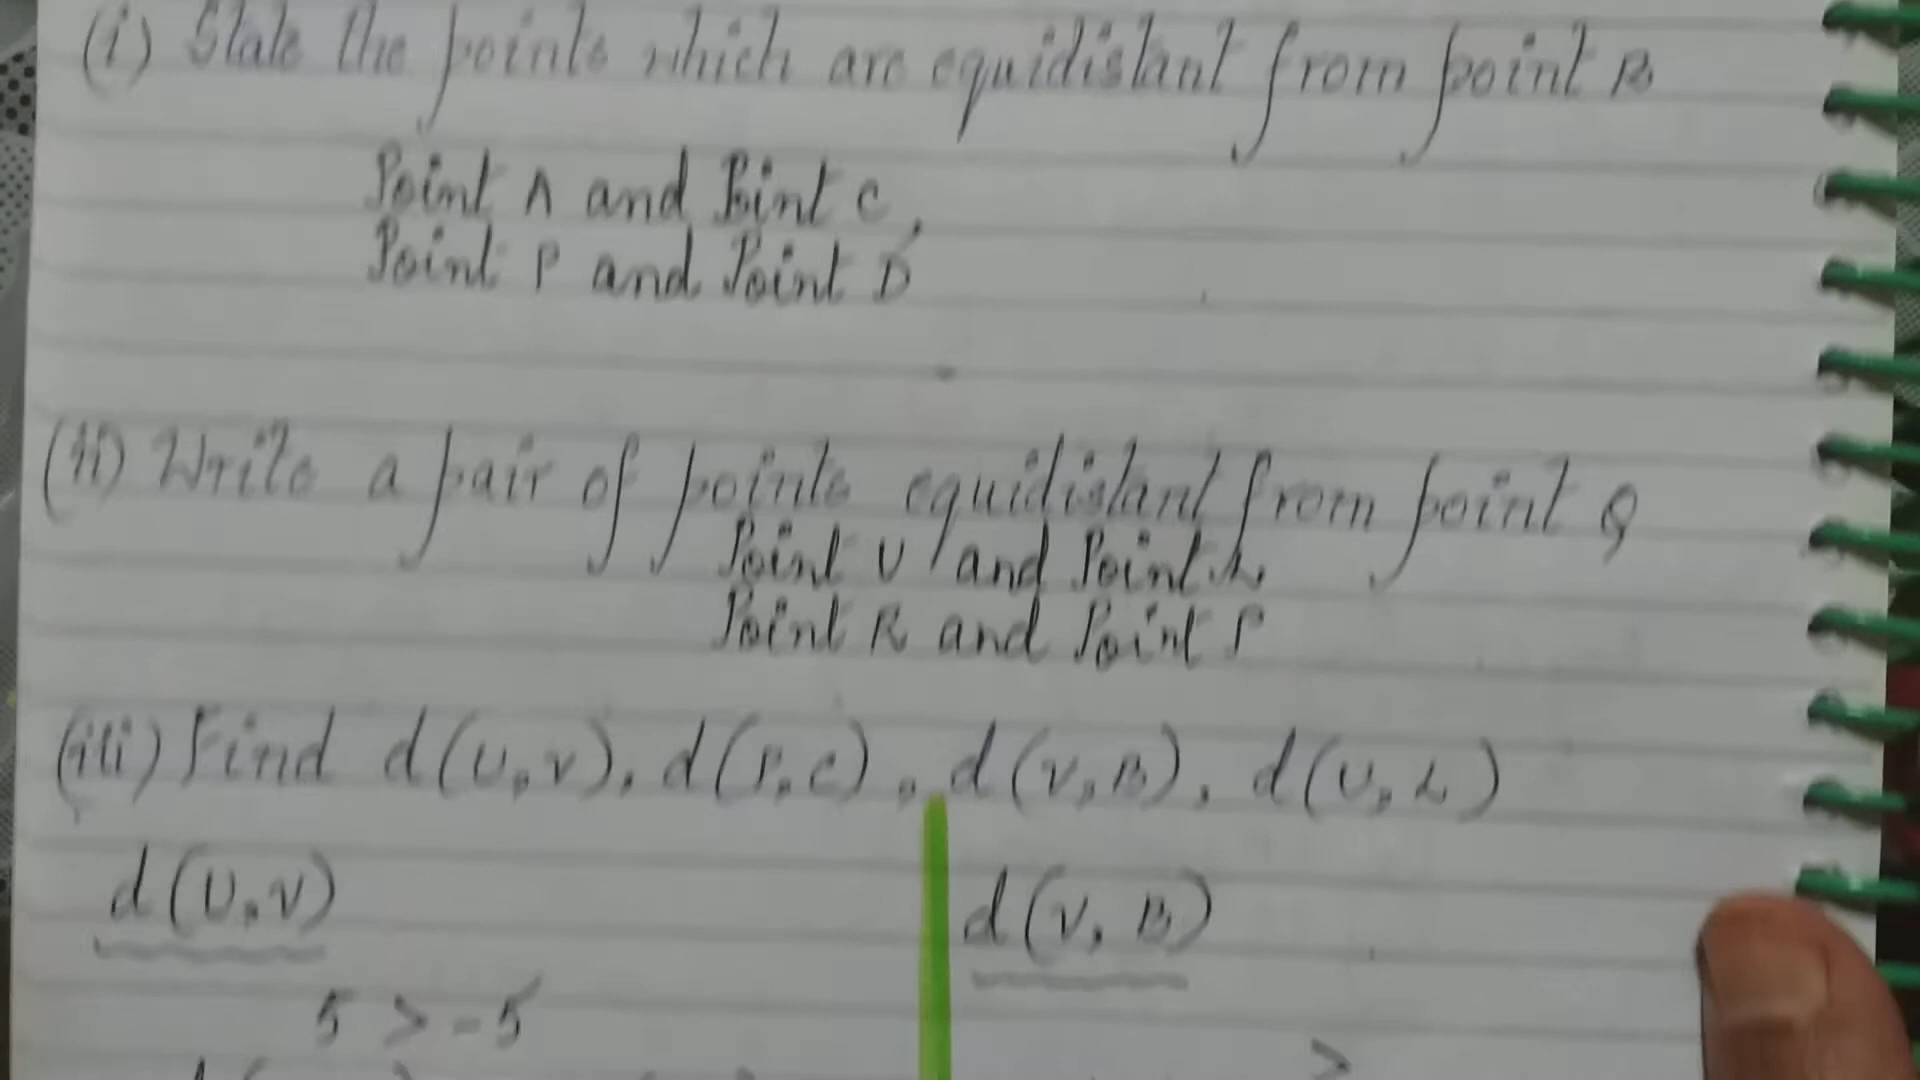 (i) State the points which are equidistant from point B
Point A and Point C,
Point P and Point D
(ii) Write a pair of points equidistant from point Q
Point U and Point L
Point R and Point P
(iii) Find d(U,V), d(P,C), d(V,B), d(U,L)
d(U,V)
d(V, B)
5 > -5
>